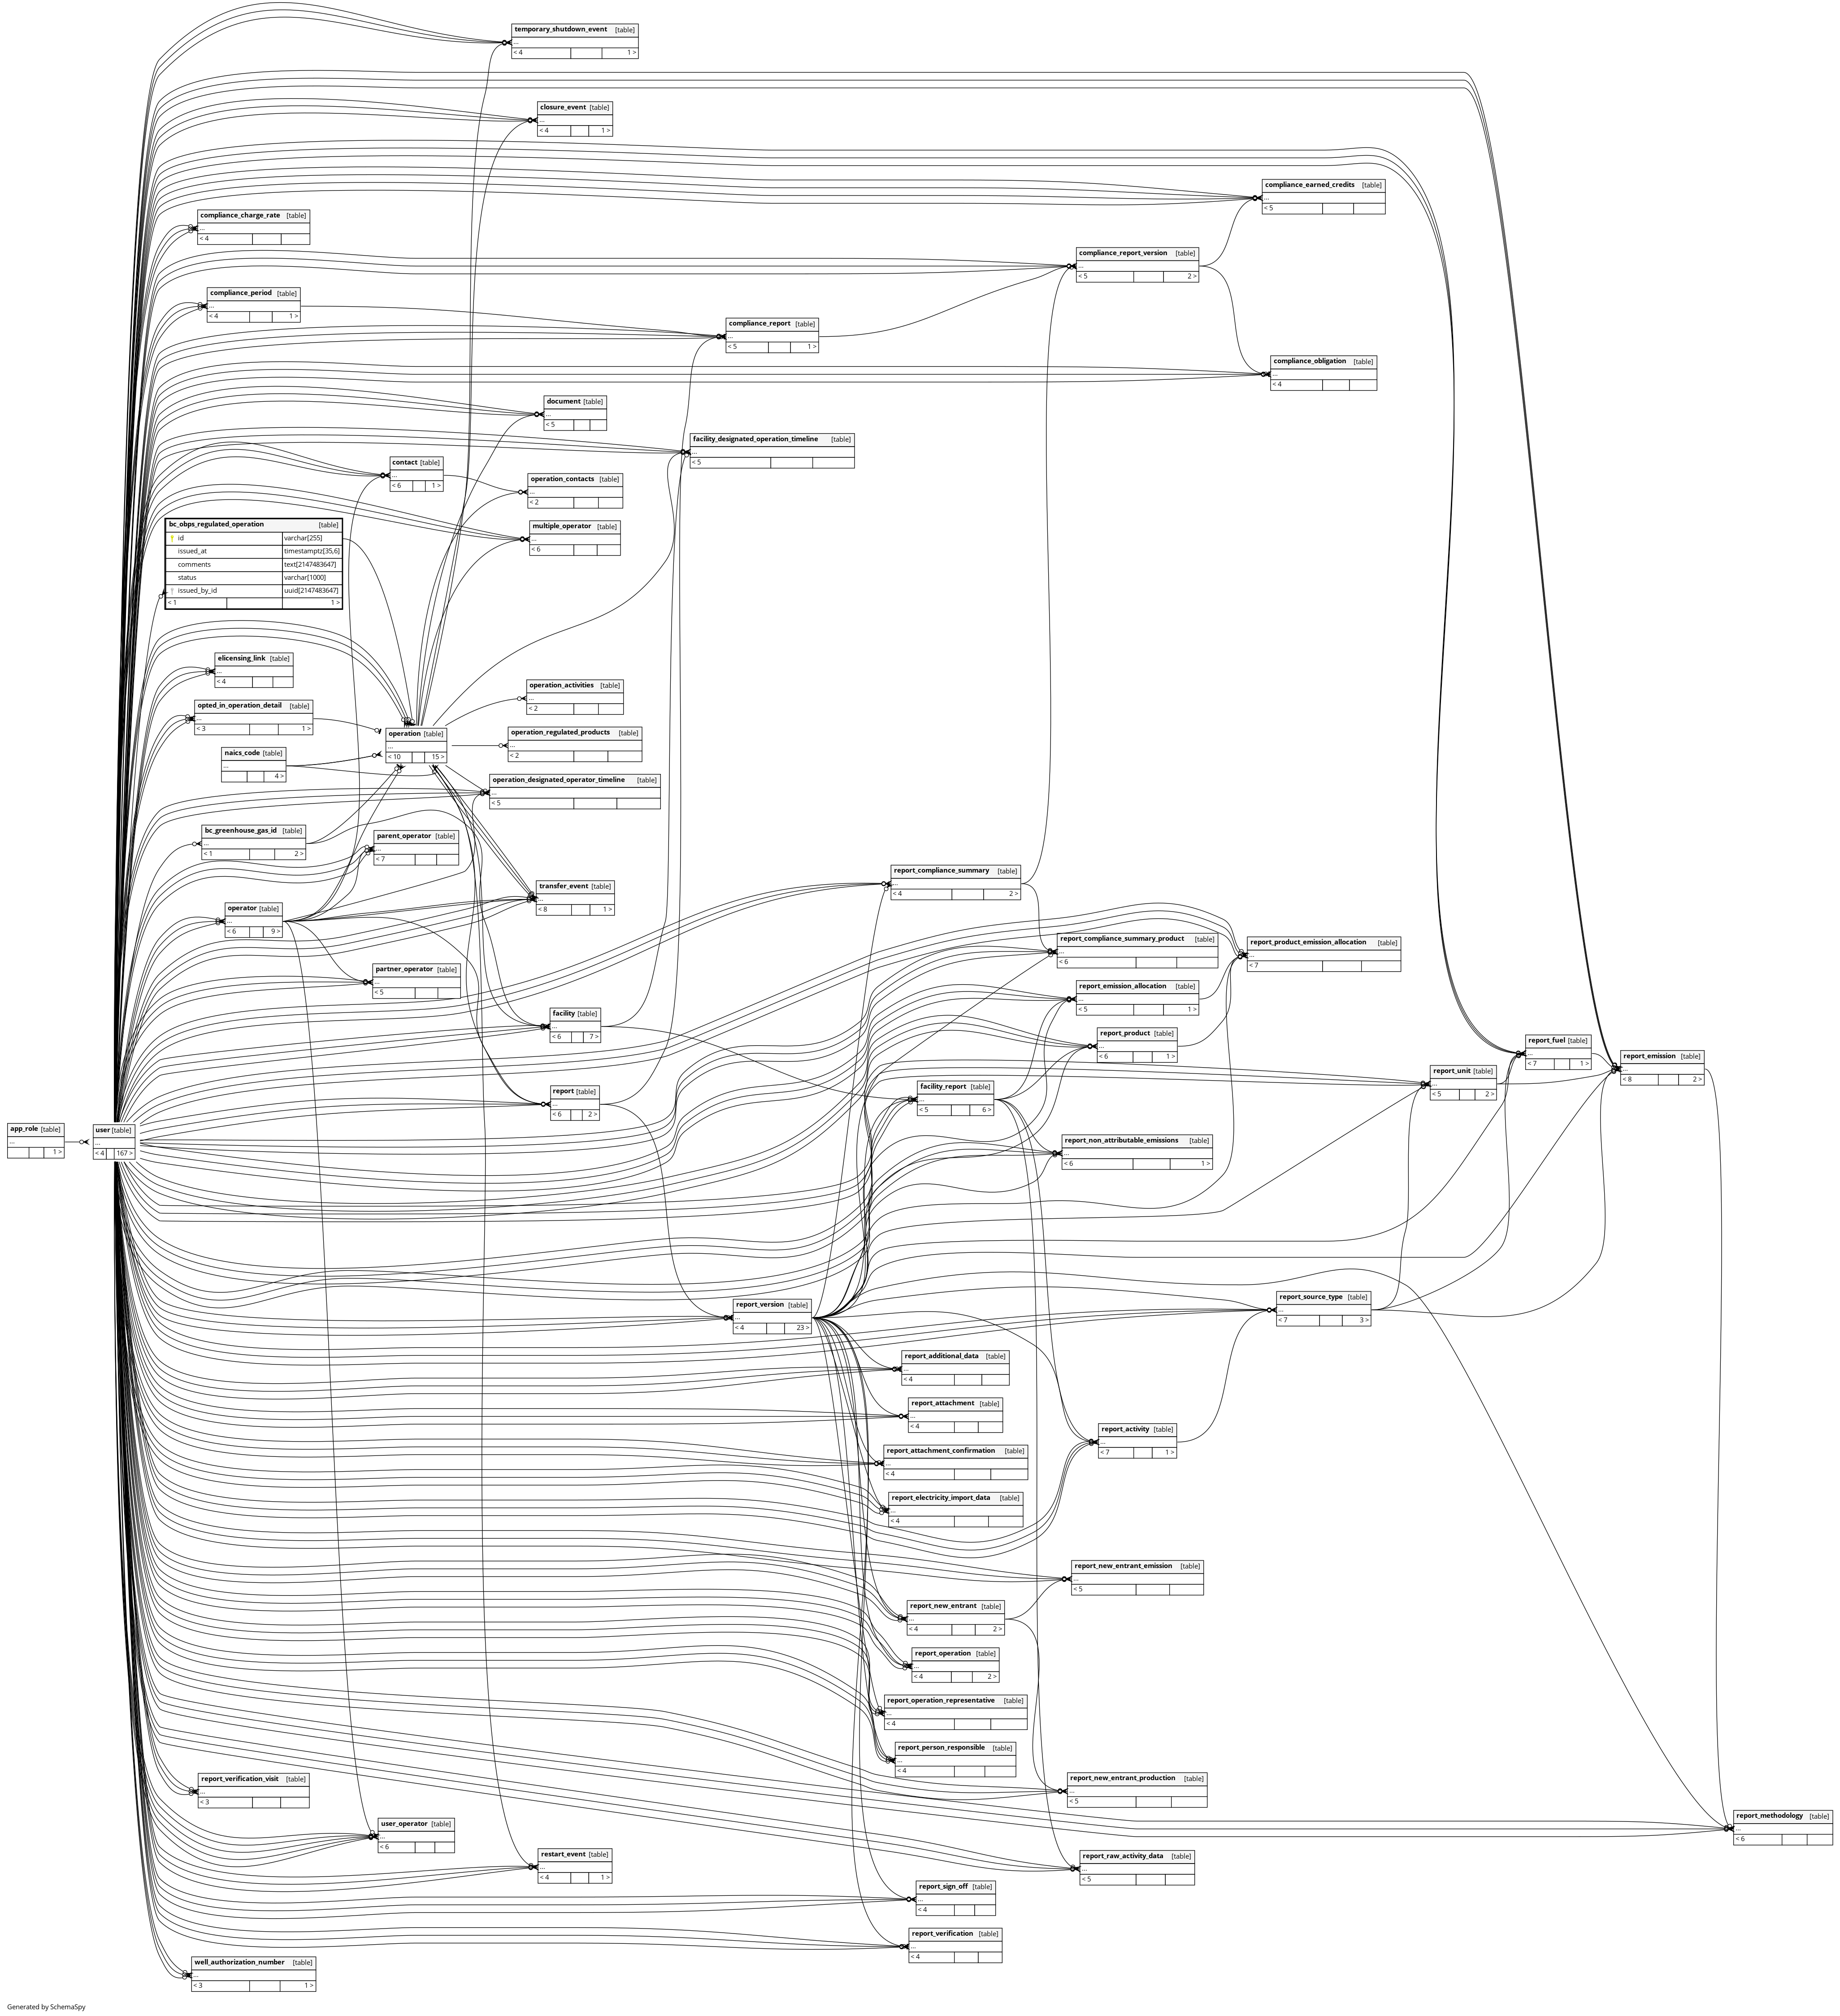 temporary_shutdown_event [table]
...
< 4 1 >
closure_event [table]
...
< 4 1 >
compliance_earned_credits [table]
...
< 5
compliance_charge_rate [table]
...
< 4
compliance_report_version [table]
...
< 5 2 >
compliance_period [table]
...
< 4 1 >
compliance_report [table]
...
< 5 1 >
compliance_obligation [table]
...
< 4
document [table]
...
< 5
facility_designated_operation_timeline [table]
...
< 5
contact [table]
...
< 6 1 >
operation_contacts [table]
...
< 2
bc_obps_regulated_operation [table]
id varchar[255]
issued_at timestamptz[35,6]
comments text[2147483647]
status varchar[1000]
issued_by_id uuid[2147483647]
< 1 1 >
multiple_operator [table]
...
< 6
elicensing_link [table]
...
< 4
operation_activities [table]
...
< 2
opted_in_operation_detail [table]
...
< 3 1 >
operation [table]
...
< 10 15 >
operation_regulated_products [table]
...
< 2
naics_code [table]
...
4 >
operation_designated_operator_timeline [table]
...
< 5
bc_greenhouse_gas_id [table]
...
< 1 2 >
parent_operator [table]
...
< 7
report_compliance_summary [table]
...
< 4 2 >
transfer_event [table]
...
< 8 1 >
operator [table]
...
< 6 9 >
report_compliance_summary_product [table]
...
< 6
report_product_emission_allocation [table]
...
< 7
partner_operator [table]
...
< 5
report_emission_allocation [table]
...
< 5 1 >
facility [table]
...
< 6 7 >
report_product [table]
...
< 6 1 >
report_fuel [table]
...
< 7 1 >
report_emission [table]
...
< 8 2 >
report_unit [table]
...
< 5 2 >
facility_report [table]
...
< 5 6 >
report [table]
...
< 6 2 >
app_role [table]
...
1 >
user [table]
...
< 4 167 >
report_non_attributable_emissions [table]
...
< 6 1 >
report_source_type [table]
...
< 7 3 >
report_version [table]
...
< 4 23 >
report_additional_data [table]
...
< 4
report_attachment [table]
...
< 4
report_activity [table]
...
< 7 1 >
report_attachment_confirmation [table]
...
< 4
report_electricity_import_data [table]
...
< 4
report_new_entrant_emission [table]
...
< 5
report_new_entrant [table]
...
< 4 2 >
report_operation [table]
...
< 4 2 >
report_operation_representative [table]
...
< 4
report_person_responsible [table]
...
< 4
report_verification_visit [table]
...
< 3
report_new_entrant_production [table]
...
< 5
report_methodology [table]
...
< 6
user_operator [table]
...
< 6
restart_event [table]
...
< 4 1 >
report_raw_activity_data [table]
...
< 5
report_sign_off [table]
...
< 4
report_verification [table]
...
< 4
well_authorization_number [table]
...
< 3 1 >
Generated by SchemaSpy